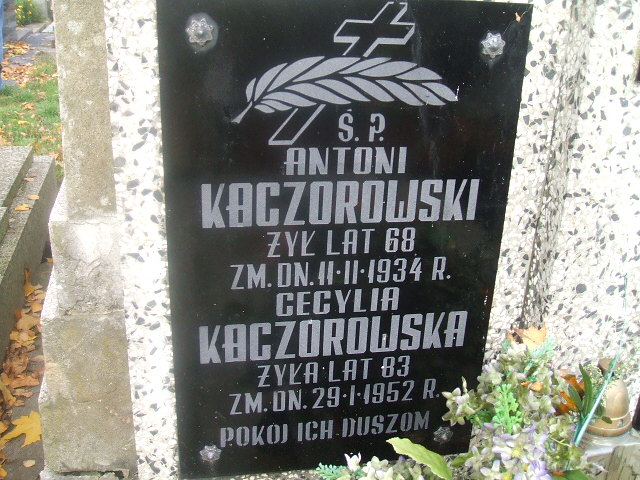 Ś. P.
ANTONI
KACZOROWSKI
ŻYŁ LAT 68
ZM. DN. 11·11·1934 R.
CECYLIA
KACZOROWSKA
ŻYŁA LAT 83
ZM. DN. 29·1·1952 R.
POKÓJ ICH DUSZOM